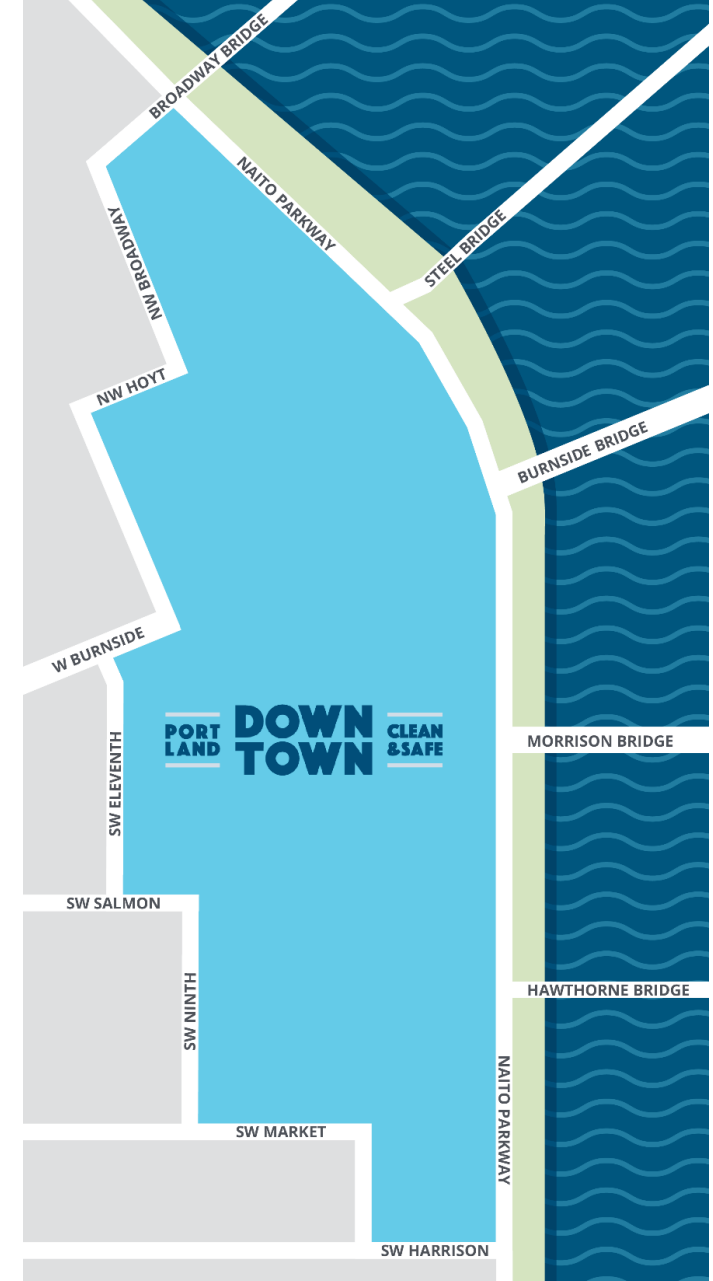 BROADWAY BRIDGE
NAITO PARKWAY
NW BROADWAY
STEEL BRIDGE
NW HOYT
BURNSIDE BRIDGE
W BURNSIDE
PORT
LAND
DOWN
TOWN
CLEAN
&SAFE
MORRISON BRIDGE
SW ELEVENTH
SW SALMON
SW NINTH
HAWTHORNE BRIDGE
NAITO PARKWAY
SW MARKET
SW HARRISON